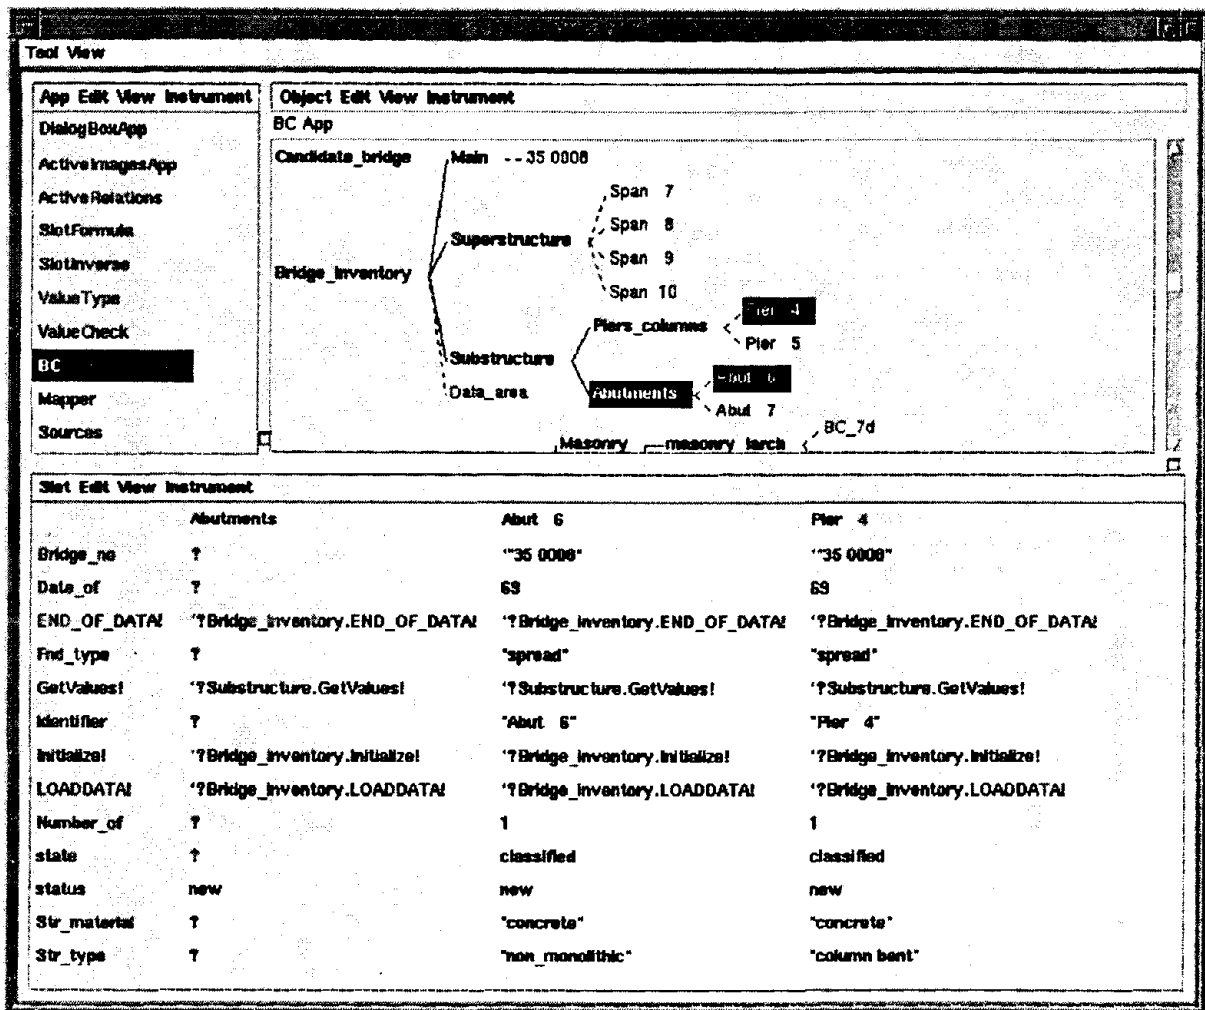 Tool View
App Edit View Instrument
DialogBoxApp
ActiveImagesApp
ActiveRelations
SlotFormula
SlotInverse
ValueType
ValueCheck
BC
Mapper
Sources
Object Edit View Instrument
BC App
Candidate_bridge Main -- 35 0008
Span 7
Span 8
Superstructure
Span 9
Bridge_Inventory
Span 10
Pier 4
Piers_columns
Pier 5
Substructure
Abut 6
Data_area Abutments
Abut 7
BC_7d
Masonry masonry_1arch
Slot Edit View Instrument
Abutments Abut 6 Pier 4
Bridge_no ? '"35 0008" '"35 0008"
Date_of ? 69 69
END_OF_DATA! '?Bridge_Inventory.END_OF_DATA! '?Bridge_Inventory.END_OF_DATA! '?Bridge_Inventory.END_OF_DATA!
Fnd_type ? "spread" "spread"
GetValues! '?Substructure.GetValues! '?Substructure.GetValues! '?Substructure.GetValues!
Identifier ? "Abut 6" "Pier 4"
Initialize! '?Bridge_Inventory.Initialize! '?Bridge_Inventory.Initialize! '?Bridge_Inventory.Initialize!
LOADDATA! '?Bridge_Inventory.LOADDATA! '?Bridge_Inventory.LOADDATA! '?Bridge_Inventory.LOADDATA!
Number_of ? 1 1
state ? classified classified
status new new new
Str_material ? "concrete" "concrete"
Str_type ? "non_monolithic" "column bent"